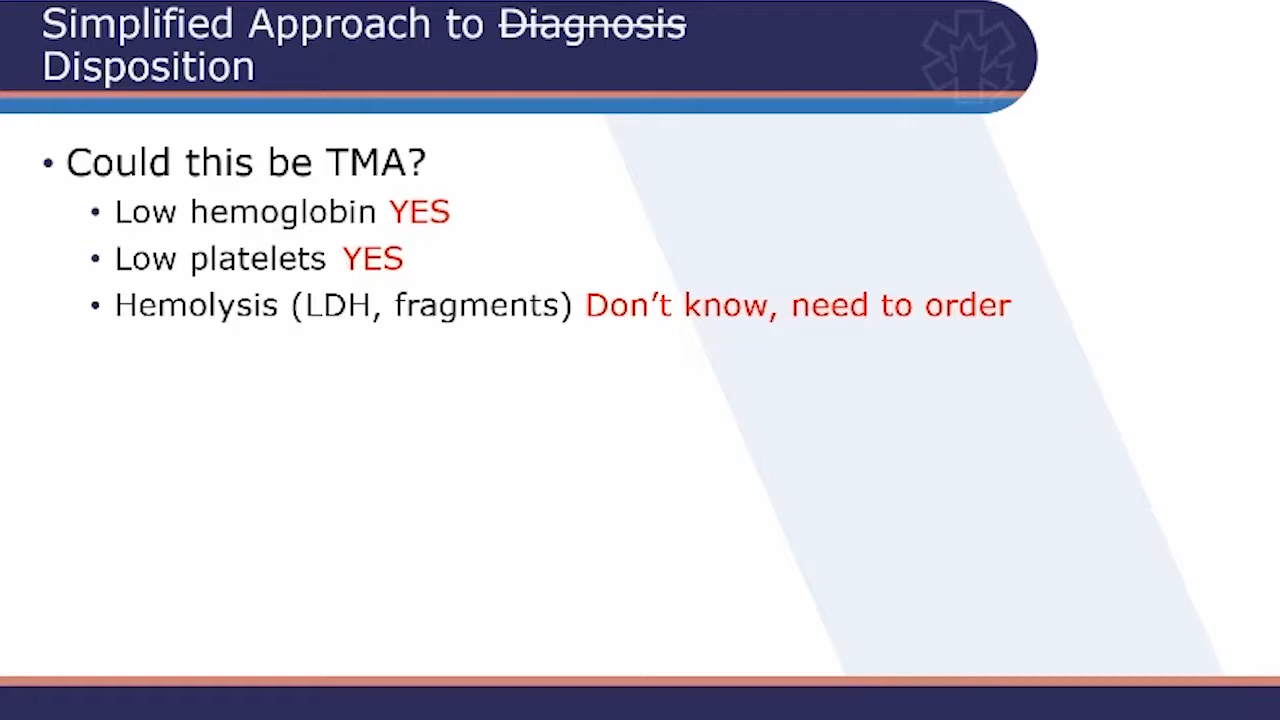 Simplified Approach to Diagnosis
Disposition
• Could this be TMA?
• Low hemoglobin YES
• Low platelets YES
• Hemolysis (LDH, fragments) Don’t know, need to order